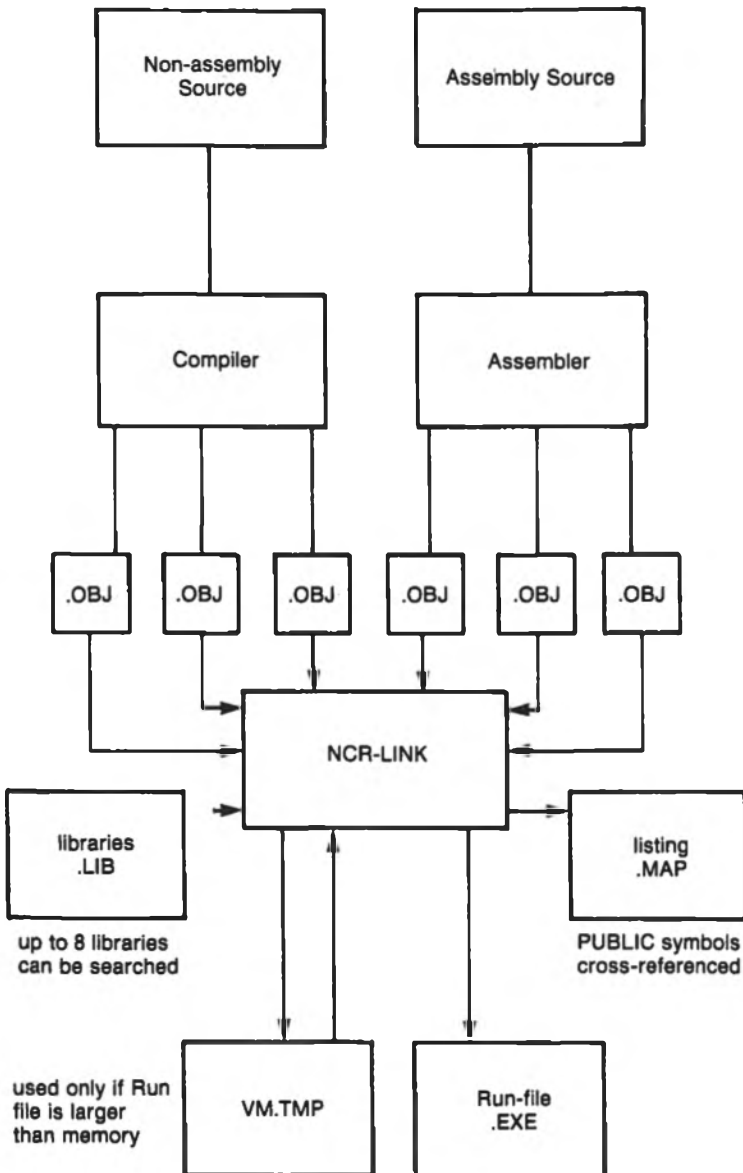 Non-assembly
Source
Assembly Source
Compiler
Assembler
.OBJ
.OBJ
.OBJ
.OBJ
.OBJ
.OBJ
NCR-LINK
libraries
.LIB
listing
.MAP
up to 8 libraries
can be searched
PUBLIC symbols
cross-referenced
used only if Run
file is larger
than memory
VM.TMP
Run-file
.EXE